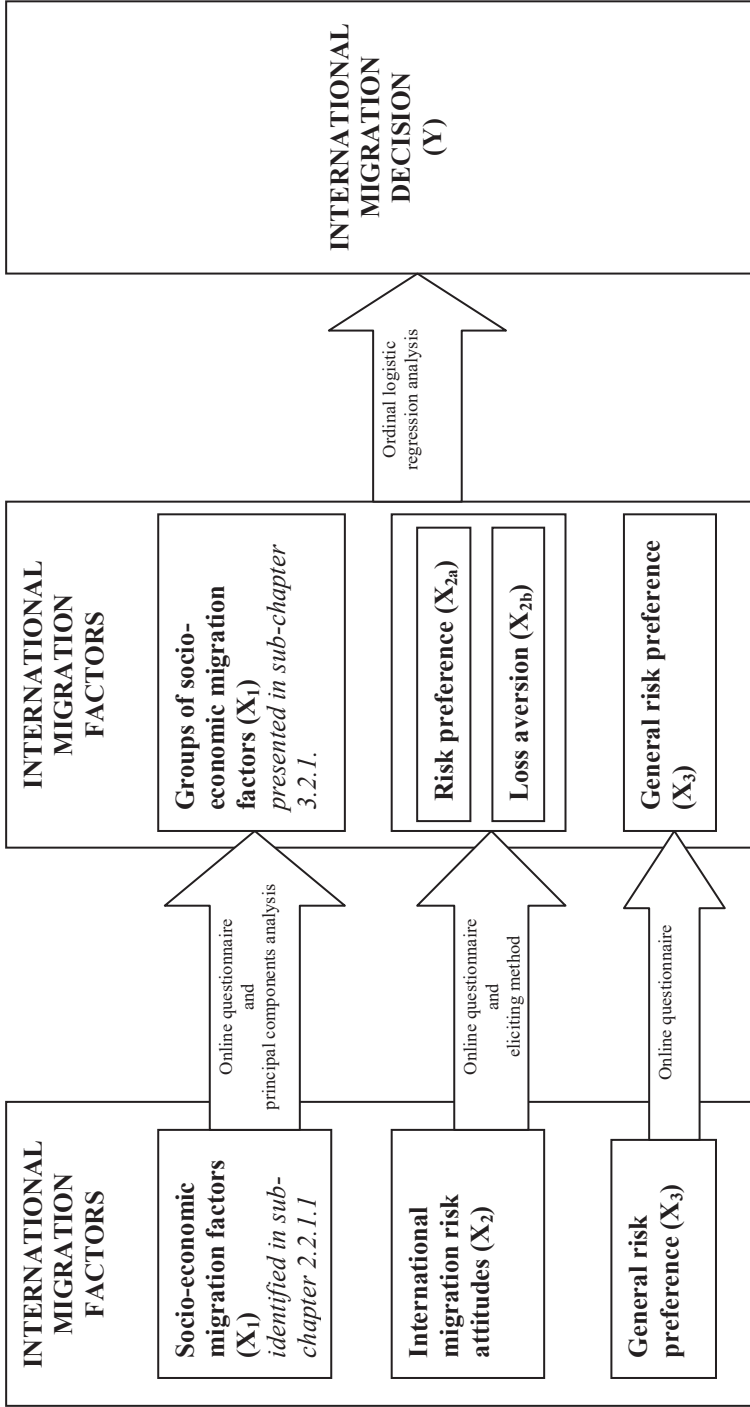 INTERNATIONAL
MIGRATION
FACTORS
Socio-economic
migration factors
(X₁)
identified in sub-
chapter 2.2.1.1
International
migration risk
attitudes (X₂)
General risk
preference (X₃)
Online questionnaire
and
principal components analysis
Online questionnaire
and
eliciting method
Online questionnaire
INTERNATIONAL
MIGRATION
FACTORS
Groups of socio-
economic migration
factors (X₁)
presented in sub-chapter
3.2.1.
Risk preference (X₂ₐ)
Loss aversion (X2b)
General risk preference
(X₃)
Ordinal logistic
regression analysis
INTERNATIONAL
MIGRATION
DECISION
(Y)